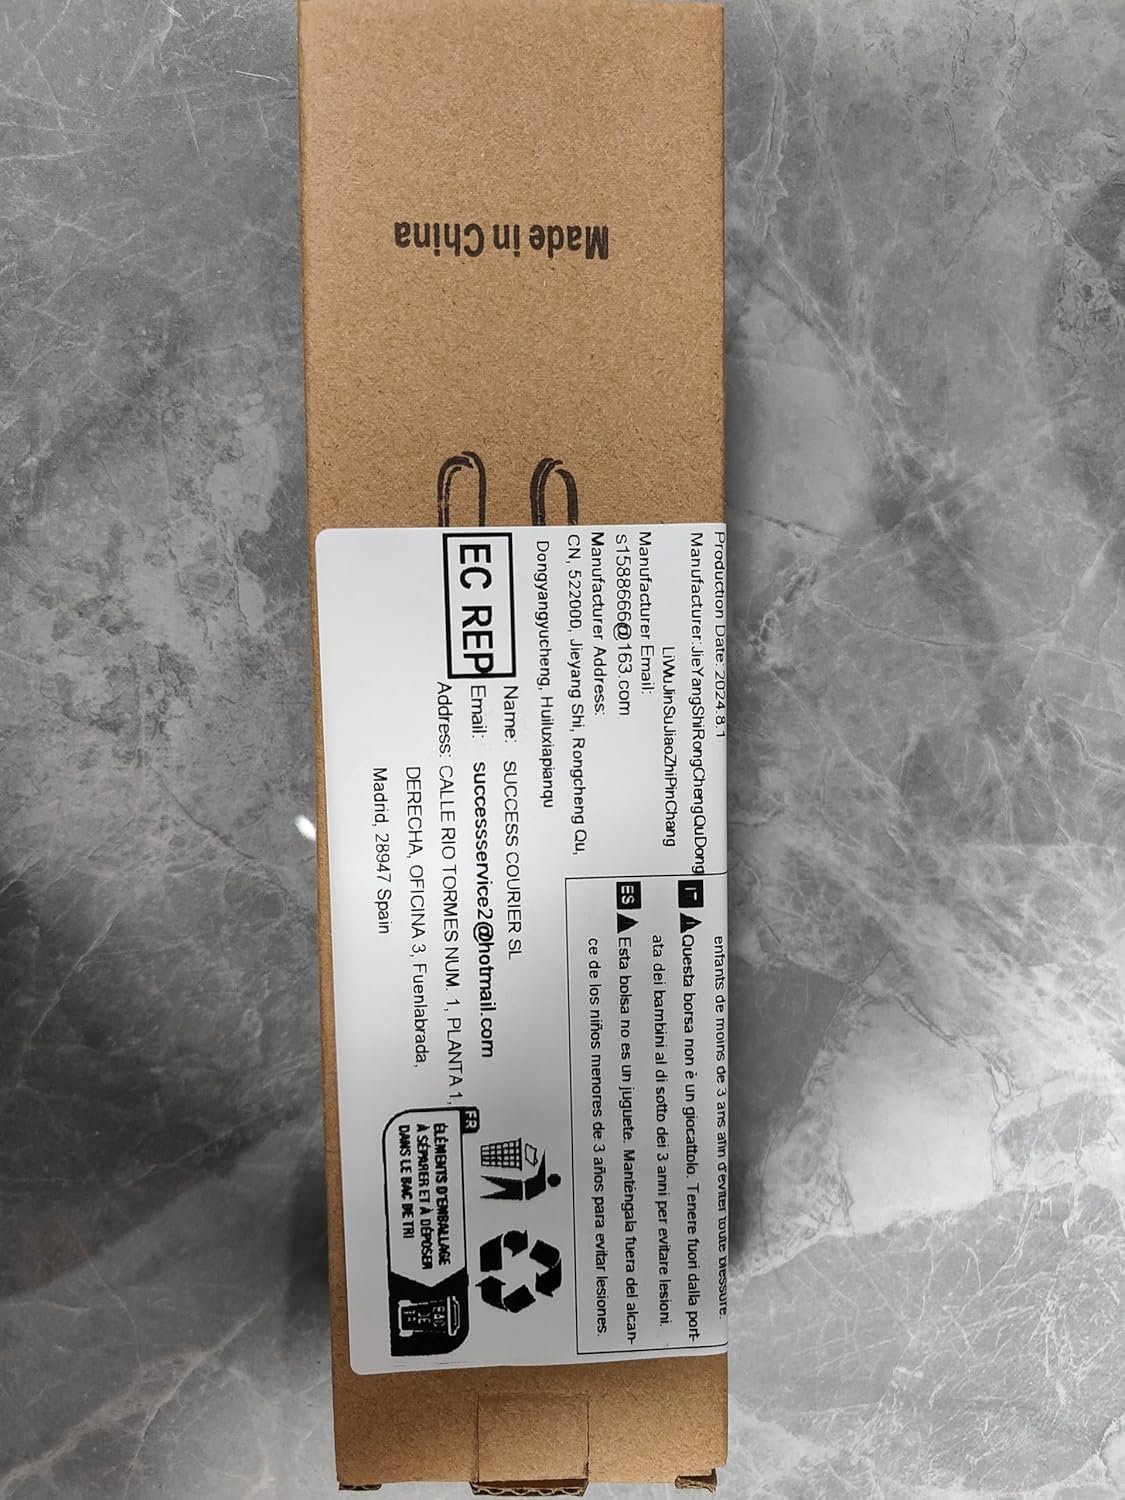 Made in China
Production Date: 2024.8.1
Manufacturer:JieYangShiRongChengQuDong
LiWuJinSuJiaoZhiPinChang
Manufacturer Email:
s1588666@163.com
Manufacturer Address:
CN, 522000, Jieyang Shi, Rongcheng Qu,
Dongyangyucheng, Huiluxiapianqu
EC REP
Name: SUCCESS COURIER SL
Email: successservice2@hotmail.com
Address: CALLE RIO TORMES NUM. 1, PLANTA 1,
DERECHA, OFICINA 3, Fuenlabrada,
Madrid, 28947 Spain
enfants de moins de 3 ans afin d'éviter toute blessure.
IT Questa borsa non è un giocattolo. Tenere fuori dalla port-
ata dei bambini al di sotto dei 3 anni per evitare lesioni.
ES Esta bolsa no es un juguete. Manténgala fuera del alcan-
ce de los niños menores de 3 años para evitar lesiones.
FR
ÉLÉMENTS D'EMBALLAGE
À SÉPARER ET À DÉPOSER
DANS LE BAC DE TRI
BAC
DE